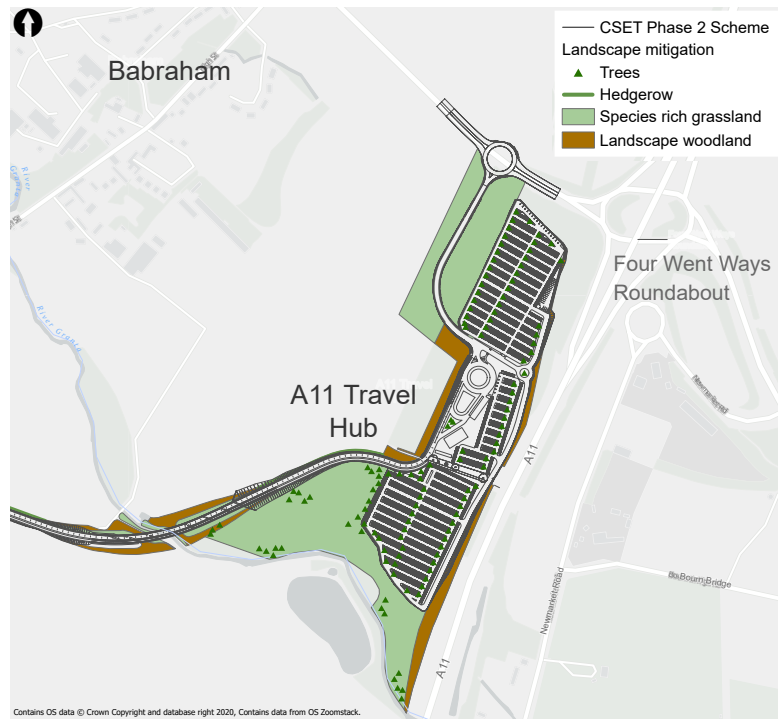 CSET Phase 2 Scheme
Landscape mitigation
Trees
Hedgerow
Species rich grassland
Landscape woodland
Babraham
River
Four Went Ways
Roundabout
River Granta
A11 Travel
Hub
A11
Newmarket Road
Bourn Bridge
A11
Contains OS data © Crown Copyright and database right 2020, Contains data from OS Zoomstack.